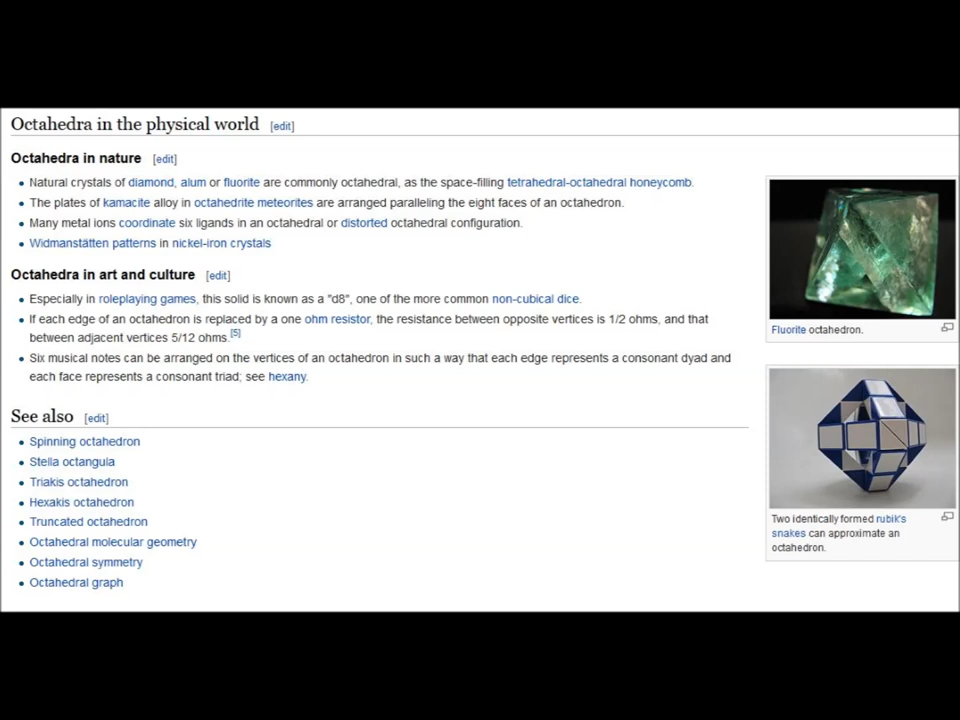 Octahedra in the physical world [edit]
Octahedra in nature [edit]
Natural crystals of diamond, alum or fluorite are commonly octahedral, as the space-filling tetrahedral-octahedral honeycomb.
The plates of kamacite alloy in octahedrite meteorites are arranged paralleling the eight faces of an octahedron.
Many metal ions coordinate six ligands in an octahedral or distorted octahedral configuration.
Widmanstätten patterns in nickel-iron crystals
Octahedra in art and culture [edit]
Especially in roleplaying games, this solid is known as a "d8", one of the more common non-cubical dice.
If each edge of an octahedron is replaced by a one ohm resistor, the resistance between opposite vertices is 1/2 ohms, and that
between adjacent vertices 5/12 ohms.[5]
Six musical notes can be arranged on the vertices of an octahedron in such a way that each edge represents a consonant dyad and
each face represents a consonant triad; see hexany.
See also [edit]
Spinning octahedron
Stella octangula
Triakis octahedron
Hexakis octahedron
Truncated octahedron
Octahedral molecular geometry
Octahedral symmetry
Octahedral graph
Fluorite octahedron.
Two identically formed rubik's
snakes can approximate an
octahedron.